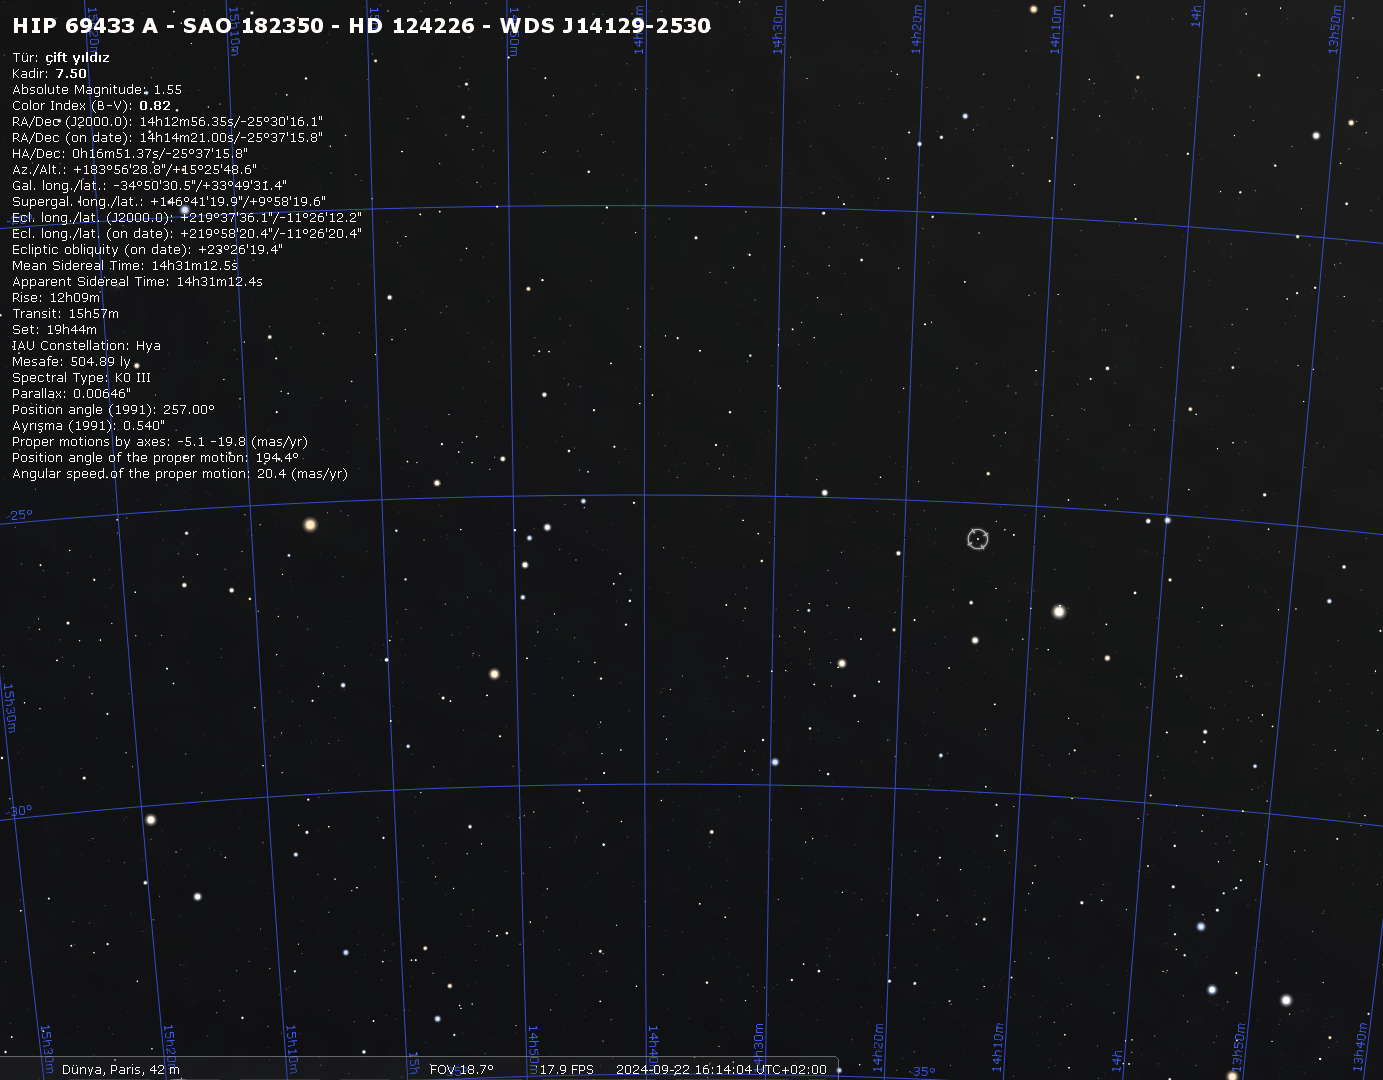 HIP 69433 A - SAO 182350 - HD 124226 - WDS J14129-2530
Tür: çift yıldız
Kadir: 7.50
Absolute Magnitude: 1.55
Color Index (B-V): 0.82
RA/Dec (J2000.0): 14h12m56.35s/-25°30'16.1"
RA/Dec (on date): 14h14m21.00s/-25°37'15.8"
HA/Dec: 0h16m51.37s/-25°37'15.8"
Az./Alt.: +183°56'28.8"/+15°25'48.6"
Gal. long./lat.: -34°50'30.5"/+33°49'31.4"
Supergal. long./lat.: +146°41'19.9"/+9°58'19.6"
Ecl. long./lat. (J2000.0): +219°37'36.1"/-11°26'12.2"
Ecl. long./lat. (on date): +219°58'20.4"/-11°26'20.4"
Ecliptic obliquity (on date): +23°26'19.4"
Mean Sidereal Time: 14h31m12.5s
Apparent Sidereal Time: 14h31m12.4s
Rise: 12h09m
Transit: 15h57m
Set: 19h44m
IAU Constellation: Hya
Mesafe: 504.89 ly
Spectral Type: K0 III
Parallax: 0.00646"
Position angle (1991): 257.00°
Ayrışma (1991): 0.540"
Proper motions by axes: -5.1 -19.8 (mas/yr)
Position angle of the proper motion: 194.4°
Angular speed of the proper motion: 20.4 (mas/yr)
15h20m
15h10m
14h40m
14h30m
14h20m
14h10m
14h
13h50m
-25°
15h30m
-30°
15h30m
15h20m
15h10m
15h
14h50m
14h40m
14h30m
14h20m
14h10m
14h
13h50m
13h40m
-35°
Dünya, Paris, 42 m
FOV 18.7°
17.9 FPS
2024-09-22 16:14:04 UTC+02:00